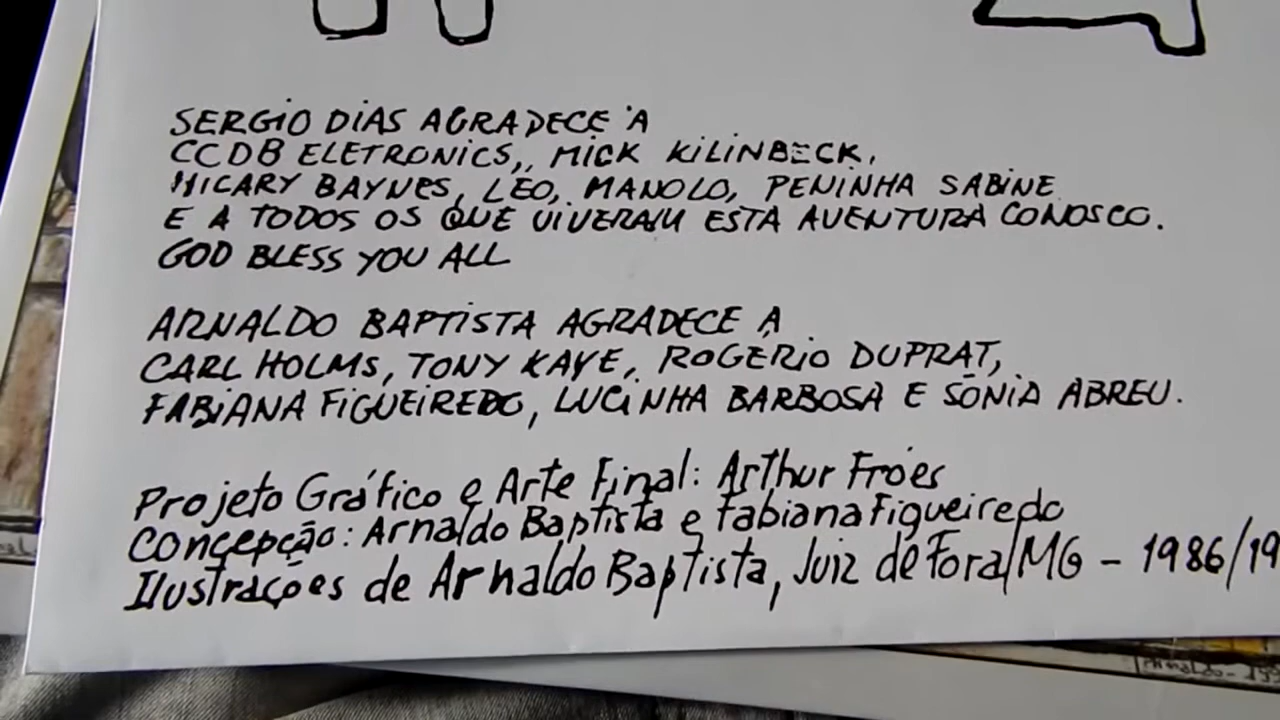 SERGIO DIAS AGRADECE À
CCDB ELETRONICS,, MICK KILINBECK,
HICARY BAYNES, LEO, MANOLO, PENINHA SABINE
E A TODOS OS QUE VIVERAM ESTA AVENTURA CONOSCO.
GOD BLESS YOU ALL
ARNALDO BAPTISTA AGRADECE A
CARL HOLMS, TONY KAYE, ROGERIO DUPRAT,
FABIANA FIGUEIREDO, LUCINHA BARBOSA E SÔNIA ABREU.
Projeto Gráfico e Arte Final: Arthur Fróes
Concepção: Arnaldo Baptista e Fabiana Figueiredo
Ilustrações de Arnaldo Baptista, Juiz de Fora/MG - 1986/19